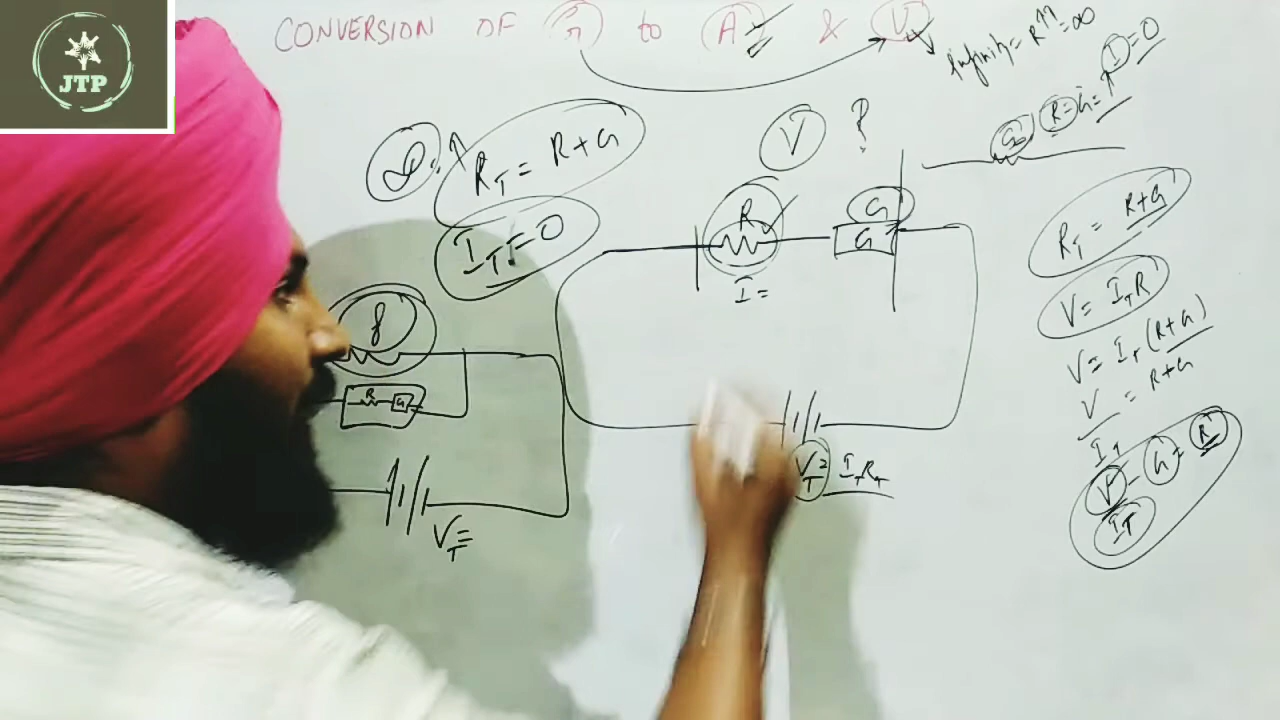 JTP
CONVERSION OF G to A & V
infinity = R↑↑ = ∞
I = 0
G R = G = ↑
V ?
R_T = R + G
I_T = 0
R
I =
G
G
R
G
V_T =
V_T = I_T R_T
R_T = R + G
V = I_T R
V = I_T (R + G)
V/I_T = R + G
V/I_T - G = R